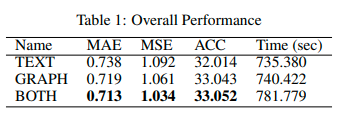 Table 1: Overall Performance
Name MAE MSE ACC Time (sec)
TEXT 0.738 1.092 32.014 735.380
GRAPH 0.719 1.061 33.043 740.422
BOTH 0.713 1.034 33.052 781.779